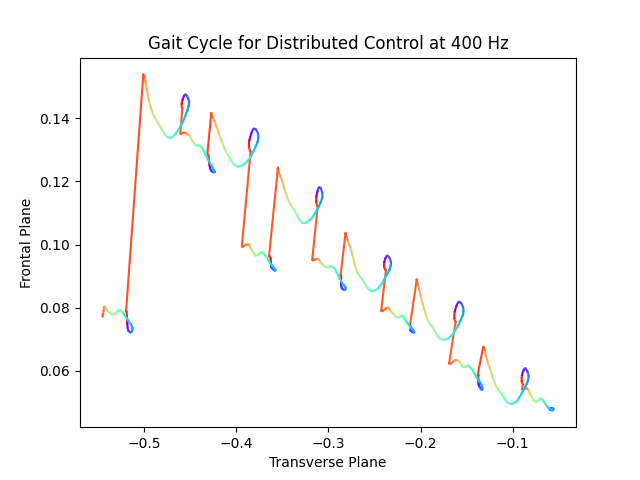 Gait Cycle for Distributed Control at 400 Hz
0.14
0.12
0.10
0.08
0.06
Frontal Plane
−0.5 −0.4 −0.3 −0.2 −0.1
Transverse Plane